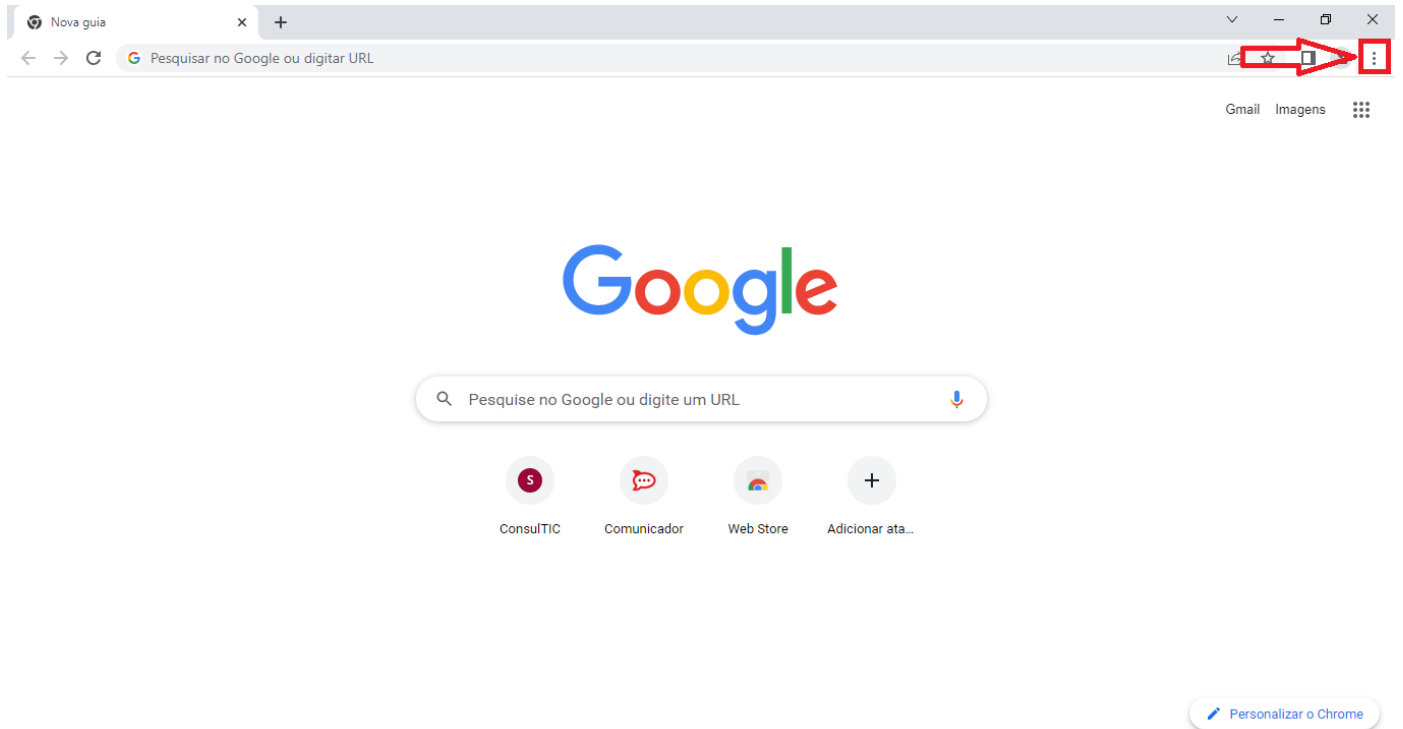 Nova guia
Pesquisar no Google ou digitar URL
Gmail Imagens
Google
Pesquise no Google ou digite um URL
S
ConsulTIC Comunicador Web Store Adicionar ata...
Personalizar o Chrome